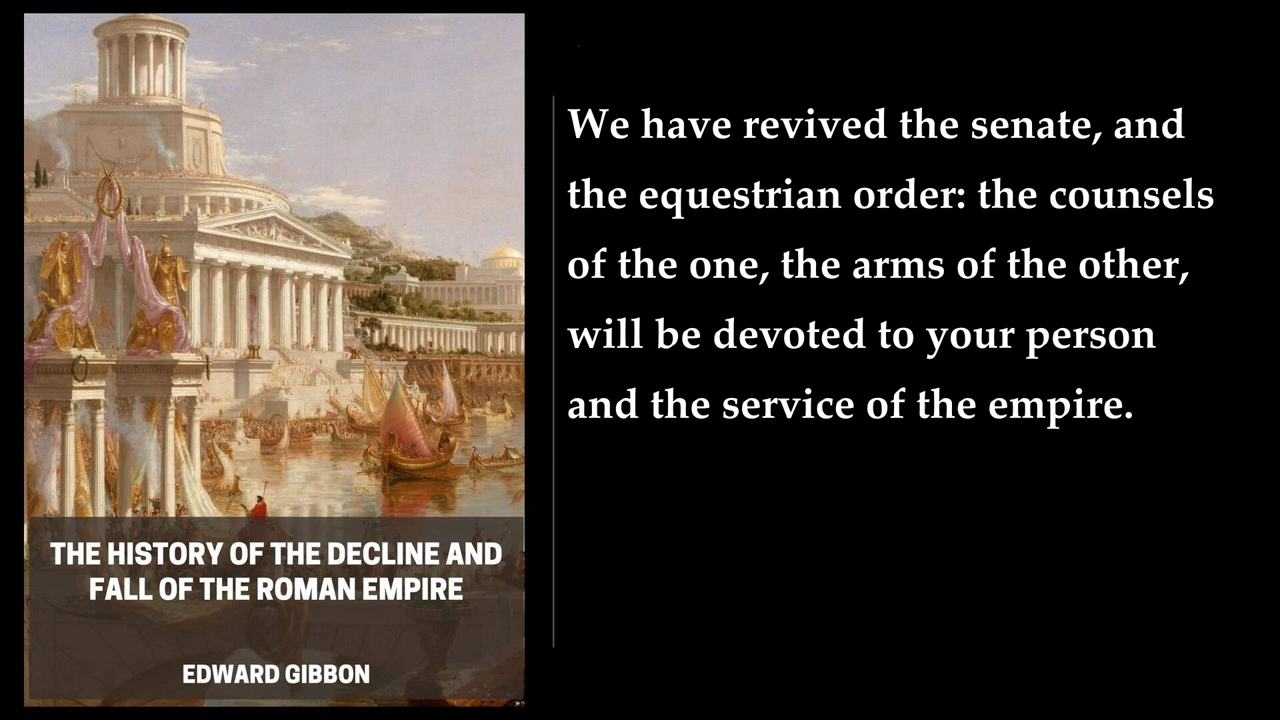 We have revived the senate, and
the equestrian order: the counsels
of the one, the arms of the other,
will be devoted to your person
and the service of the empire.
THE HISTORY OF THE DECLINE AND
FALL OF THE ROMAN EMPIRE
EDWARD GIBBON